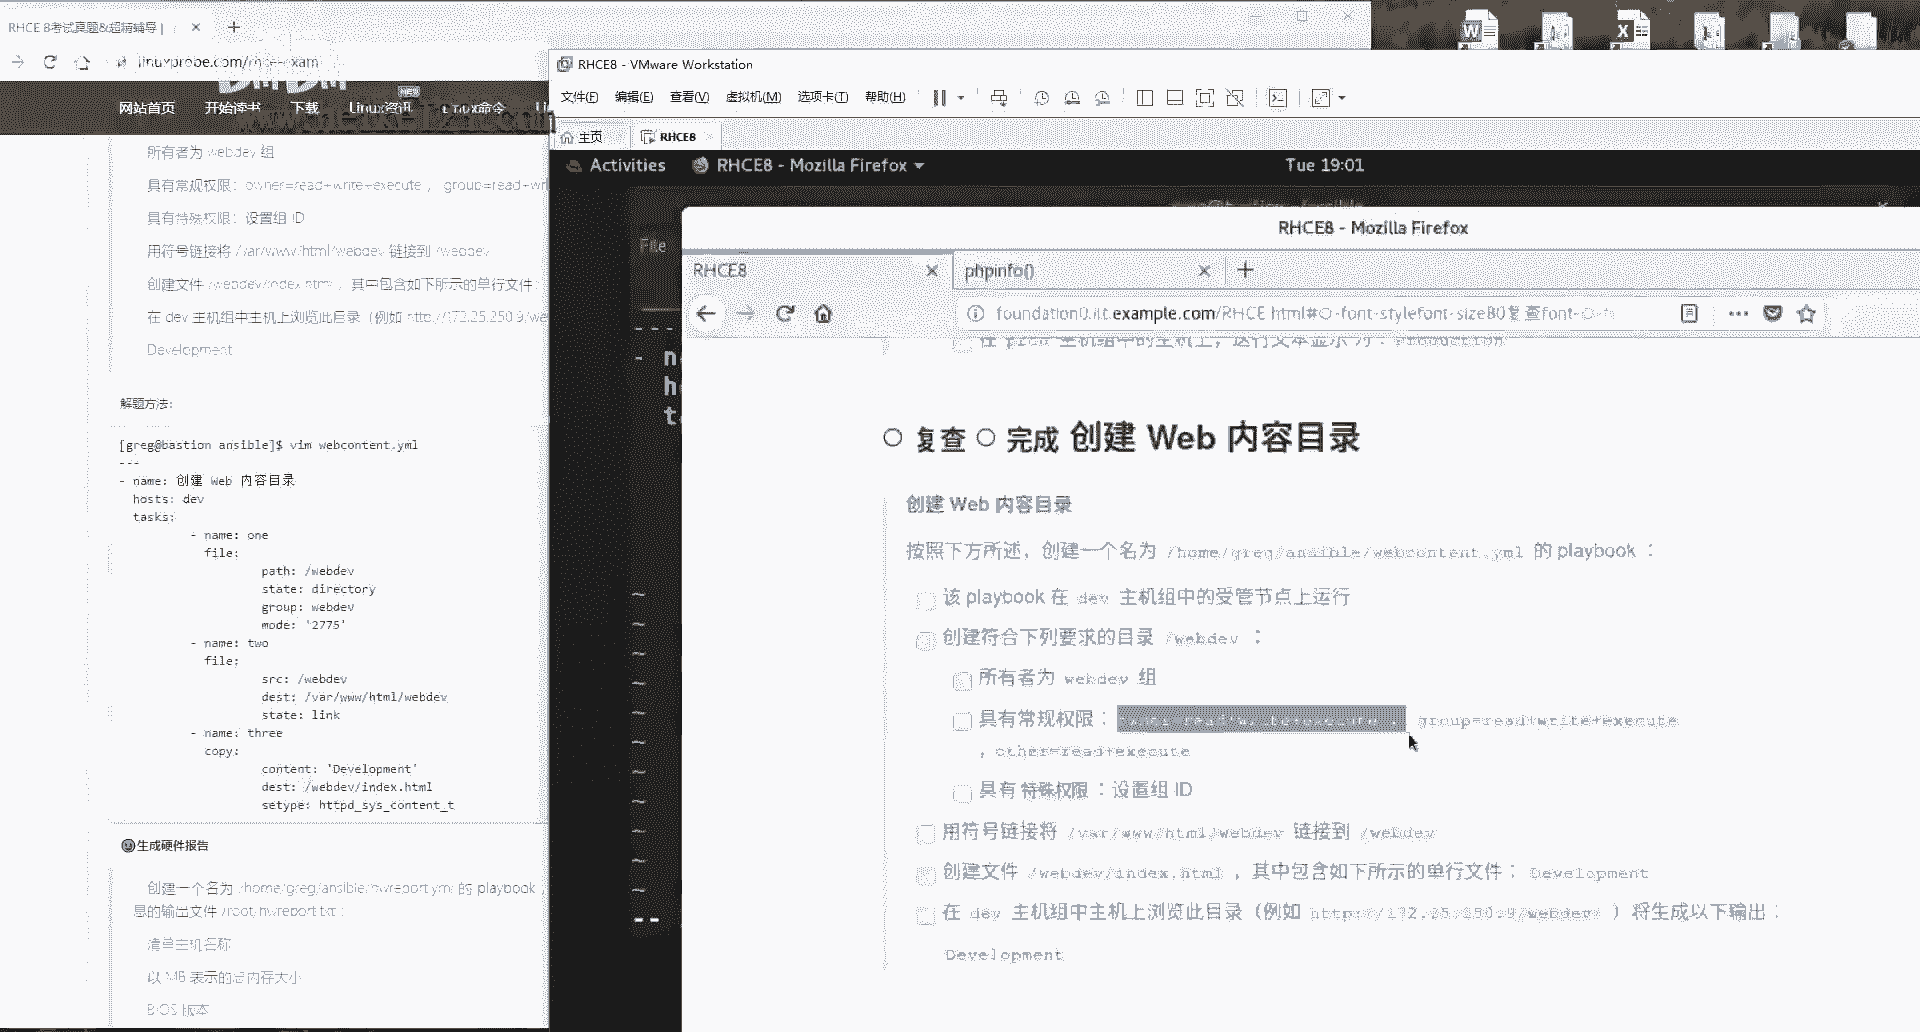 RHCE 8考试真题&超精辅导 |
linuxprobe.com/rhce-exam
网站首页 开始读书 下载 Linux资讯 NEW Linux命令
所有者为 webdev 组
具有常规权限：owner=read+write+execute ， group=read+wri
具有特殊权限：设置组 ID
用符号链接将 /var/www/html/webdev 链接到 /webdev
创建文件 /webdev/index.html ，其中包含如下所示的单行文件：
在 dev 主机组中主机上浏览此目录（例如 http://172.25.250.9/we
Development
解题方法:
[greg@bastion ansible]$ vim webcontent.yml
---
- name: 创建 Web 内容目录
hosts: dev
tasks:
- name: one
file:
path: /webdev
state: directory
group: webdev
mode: '2775'
- name: two
file:
src: /webdev
dest: /var/www/html/webdev
state: link
- name: three
copy:
content: 'Development'
dest: /webdev/index.html
setype: httpd_sys_content_t
生成硬件报告
创建一个名为 /home/greg/ansible/hwreport.yml 的 playbook ，
息的输出文件 /root/hwreport.txt :
清单主机名称
以 MB 表示的总内存大小
BIOS 版本
RHCE8 - VMware Workstation
文件(F) 编辑(E) 查看(V) 虚拟机(M) 选项卡(T) 帮助(H)
主页 RHCE8
Activities RHCE8 - Mozilla Firefox Tue 19:01
File
RHCE8 - Mozilla Firefox
RHCE8 phpinfo()
foundation0.ilt.example.com/RHCE
在 prod 主机组中的主机上，这行文本显示 为：Production
复查 完成 创建 Web 内容目录
创建 Web 内容目录
按照下方所述，创建一个名为 /home/greg/ansible/webcontent.yml 的 playbook ：
该 playbook 在 dev 主机组中的受管节点上运行
创建符合下列要求的目录 /webdev ：
所有者为 webdev 组
具有常规权限： owner=read+write+execute ， group=read+write+execute
， other=read+execute
具有 特殊权限 ：设置组 ID
用符号链接将 /var/www/html/webdev 链接到 /webdev
创建文件 /webdev/index.html ，其中包含如下所示的单行文件： Development
在 dev 主机组中主机上浏览此目录（例如 http://172.25.250.9/webdev/ ）将生成以下输出：
Development